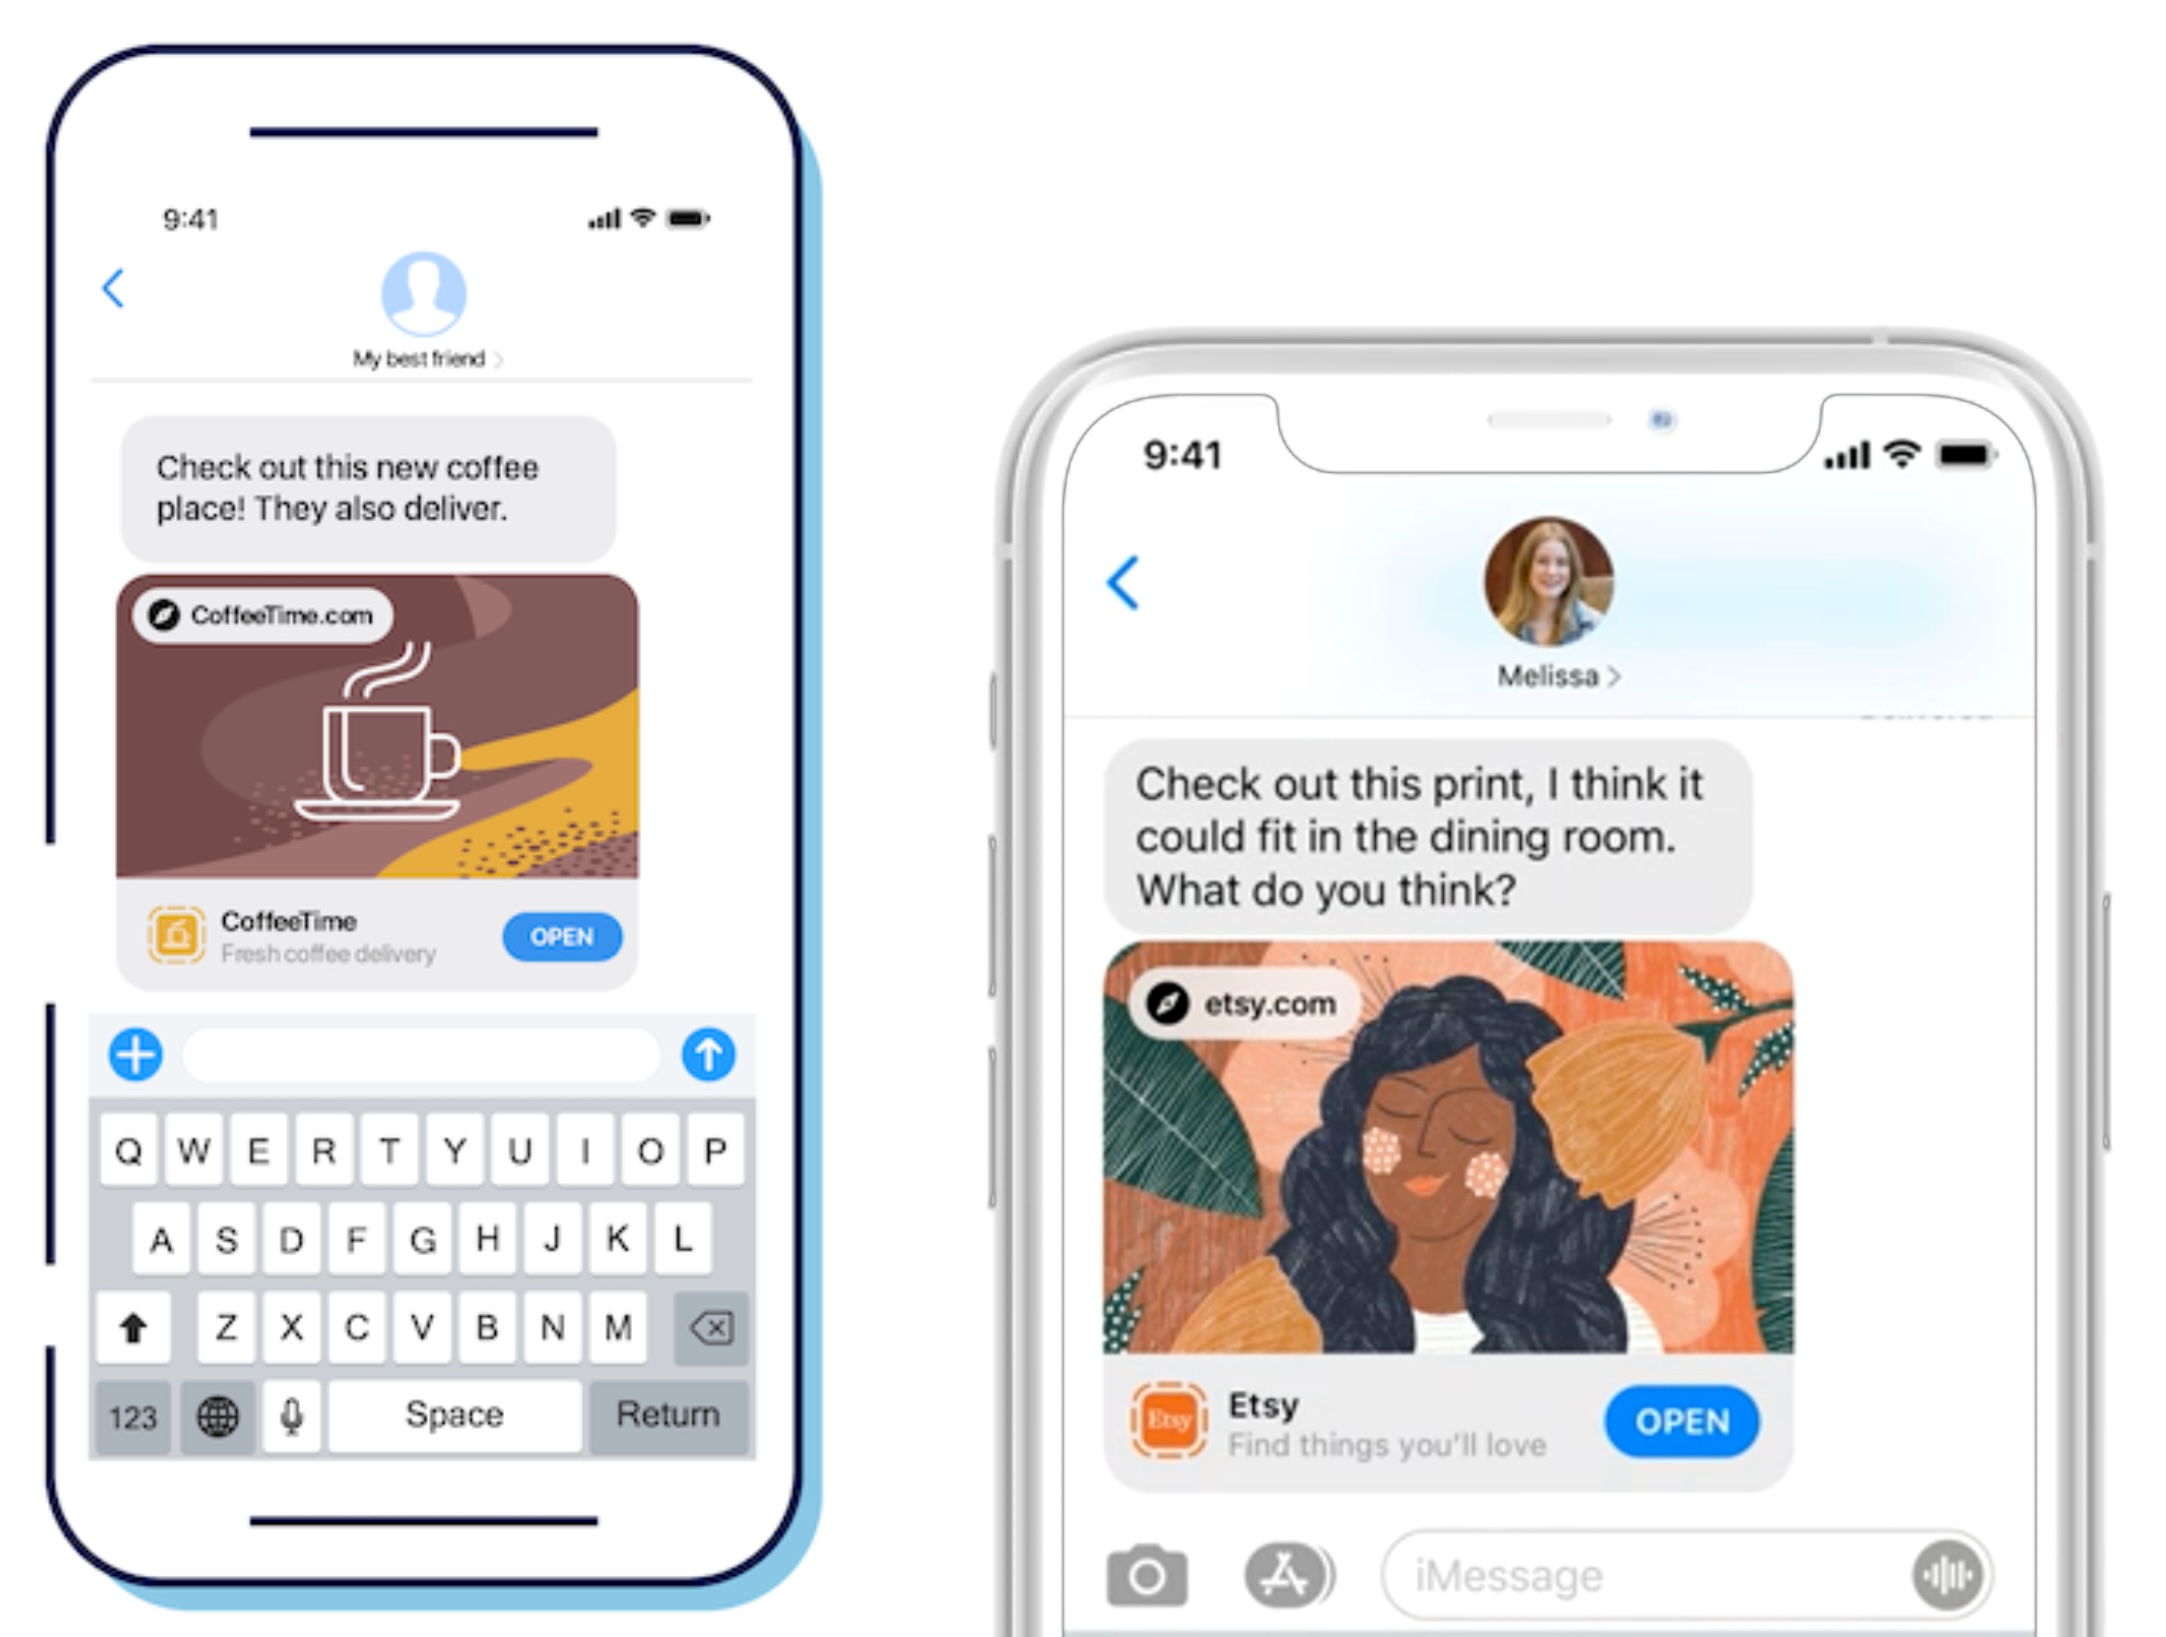 9:41
My best friend >
Check out this new coffee
place! They also deliver.
CoffeeTime.com
CoffeeTime
Fresh coffee delivery
OPEN
Q W E R T Y U I O P
A S D F G H J K L
Z X C V B N M
123 Space Return
9:41
Melissa >
Check out this print, I think it
could fit in the dining room.
What do you think?
etsy.com
Etsy
Etsy
Find things you'll love
OPEN
iMessage